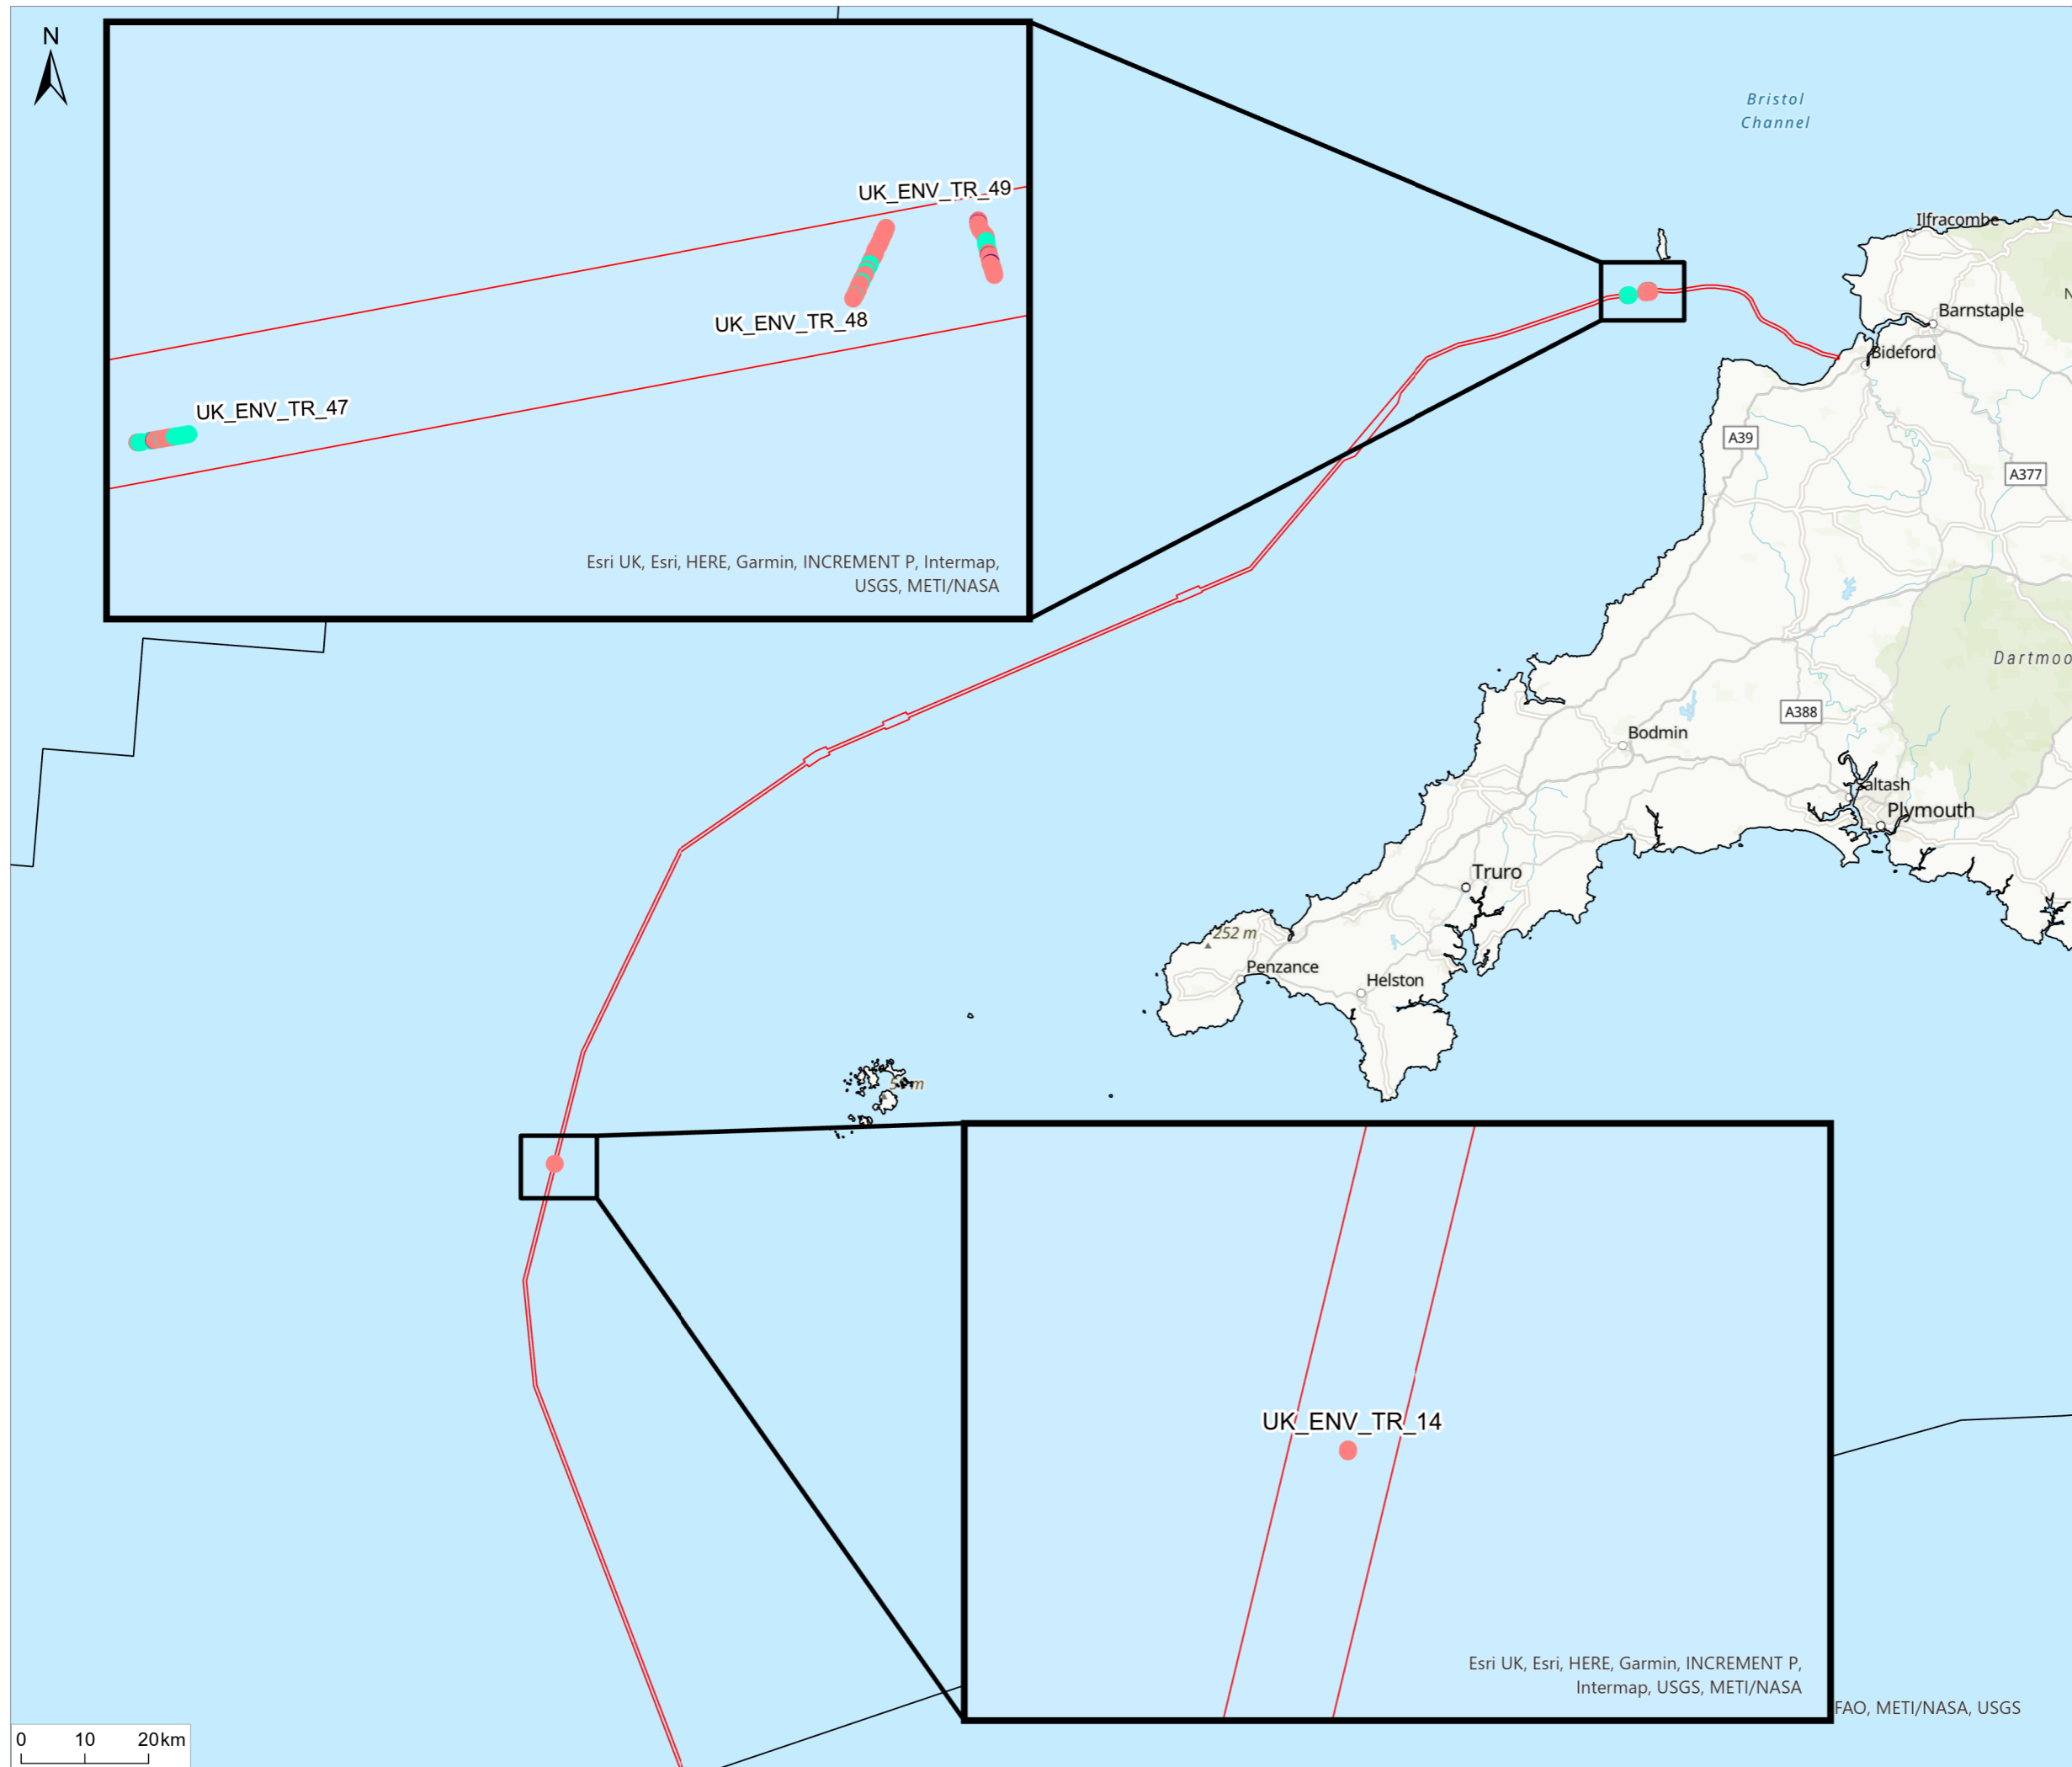 N
Bristol
Channel
UK_ENV_TR_49
UK_ENV_TR_48
UK_ENV_TR_47
Esri UK, Esri, HERE, Garmin, INCREMENT P, Intermap,
USGS, METI/NASA
Ilfracombe
N
Barnstaple
Bideford
A39
A377
Dartmoo
A388
Bodmin
altash
Plymouth
Truro
252 m
Penzance
Helston
UK_ENV_TR_14
Esri UK, Esri, HERE, Garmin, INCREMENT P,
Intermap, USGS, METI/NASA
FAO, METI/NASA, USGS
0 10 20km